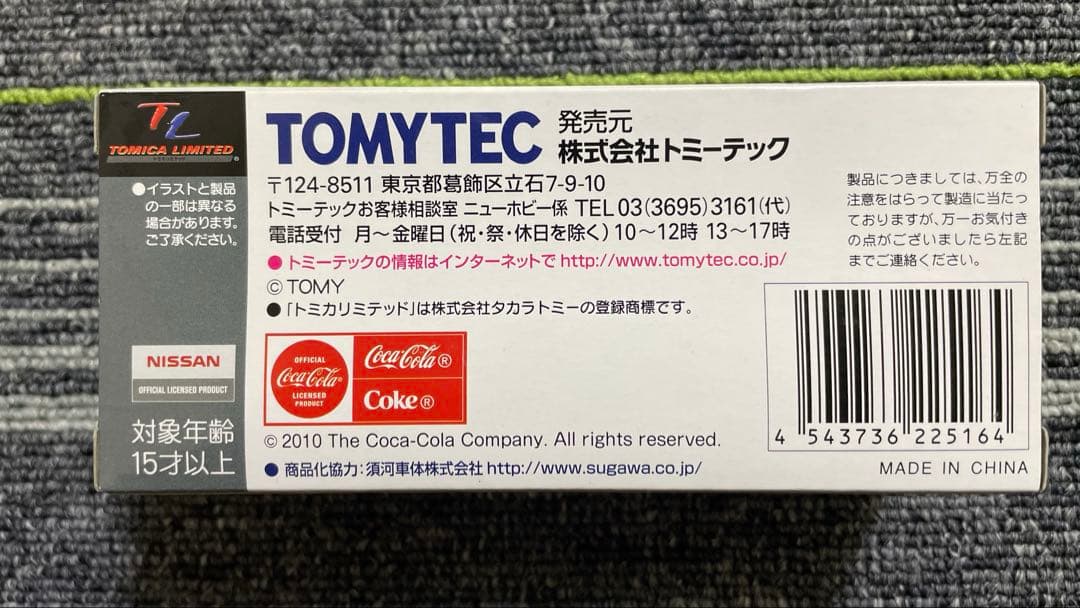 TL
TOMICA LIMITED
●イラストと製品
の一部は異なる
場合があります。
ご了承ください。
NISSAN
OFFICIAL LICENSED PRODUCT
対象年齢
15才以上
TOMYTEC
発売元
株式会社トミーテック
〒124-8511 東京都葛飾区立石7-9-10
トミーテックお客様相談室 ニューホビー係 TEL 03(3695)3161(代)
電話受付 月～金曜日(祝・祭・休日を除く) 10～12時 13～17時
●トミーテックの情報はインターネットで http://www.tomytec.co.jp/
©TOMY
●「トミカリミテッド」は株式会社タカラトミーの登録商標です。
OFFICIAL
Coca-Cola®
LICENSED
PRODUCT
Coca-Cola®
Coke®
© 2010 The Coca-Cola Company. All rights reserved.
●商品化協力：須河車体株式会社 http://www.sugawa.co.jp/
製品につきましては、万全の
注意をはらって製造に当たっ
ておりますが、万一お気付き
の点がございましたら左記
までご連絡ください。
4 543736 225164
MADE IN CHINA